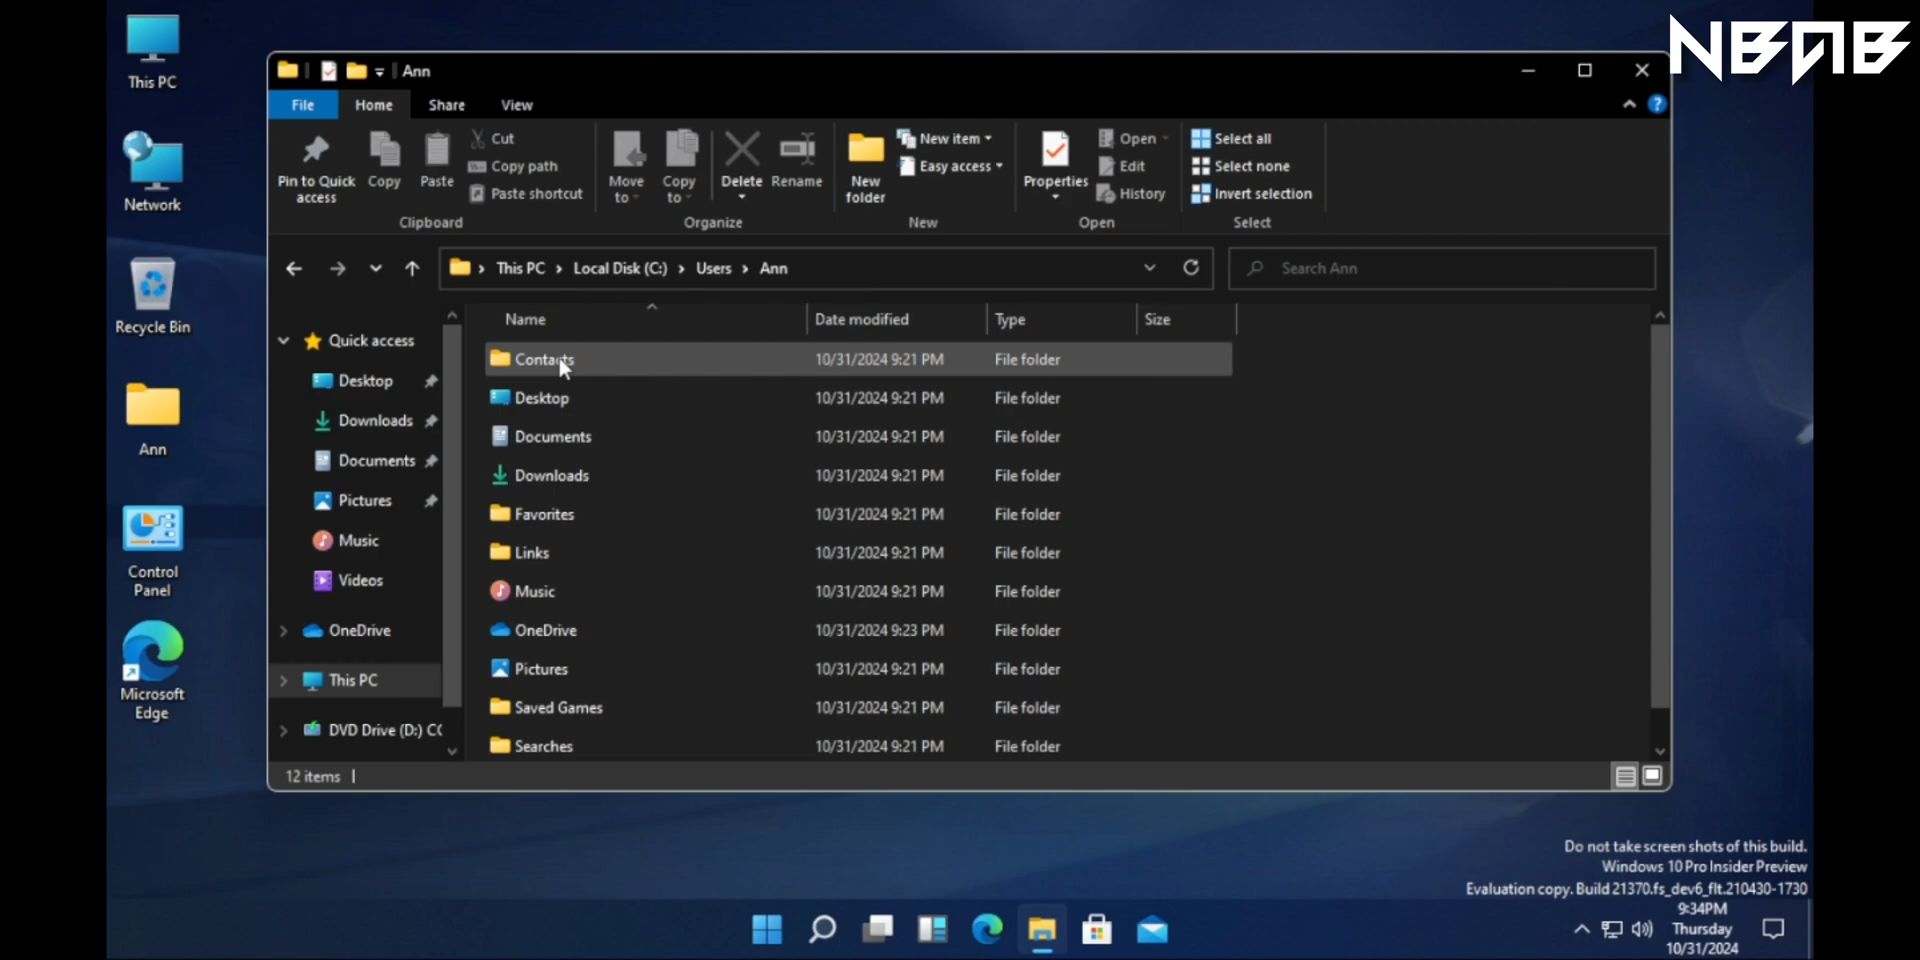 This PC
Network
Recycle Bin
Ann
Control
Panel
Microsoft
Edge
NBAB
Ann
File Home Share View
Pin to Quick
access
Copy
Paste
Cut
Copy path
Paste shortcut
Clipboard
Move
to
Copy
to
Delete
Rename
Organize
New
folder
New item
Easy access
New
Properties
Open
Edit
History
Open
Select all
Select none
Invert selection
Select
This PC › Local Disk (C:) › Users › Ann
Search Ann
Quick access
Desktop
Downloads
Documents
Pictures
Music
Videos
OneDrive
This PC
DVD Drive (D:) CC
Name Date modified Type Size
Contacts 10/31/2024 9:21 PM File folder
Desktop 10/31/2024 9:21 PM File folder
Documents 10/31/2024 9:21 PM File folder
Downloads 10/31/2024 9:21 PM File folder
Favorites 10/31/2024 9:21 PM File folder
Links 10/31/2024 9:21 PM File folder
Music 10/31/2024 9:21 PM File folder
OneDrive 10/31/2024 9:23 PM File folder
Pictures 10/31/2024 9:21 PM File folder
Saved Games 10/31/2024 9:21 PM File folder
Searches 10/31/2024 9:21 PM File folder
12 items
Do not take screen shots of this build.
Windows 10 Pro Insider Preview
Evaluation copy. Build 21370.fs_dev6_flt.210430-1730
9:34PM
Thursday
10/31/2024